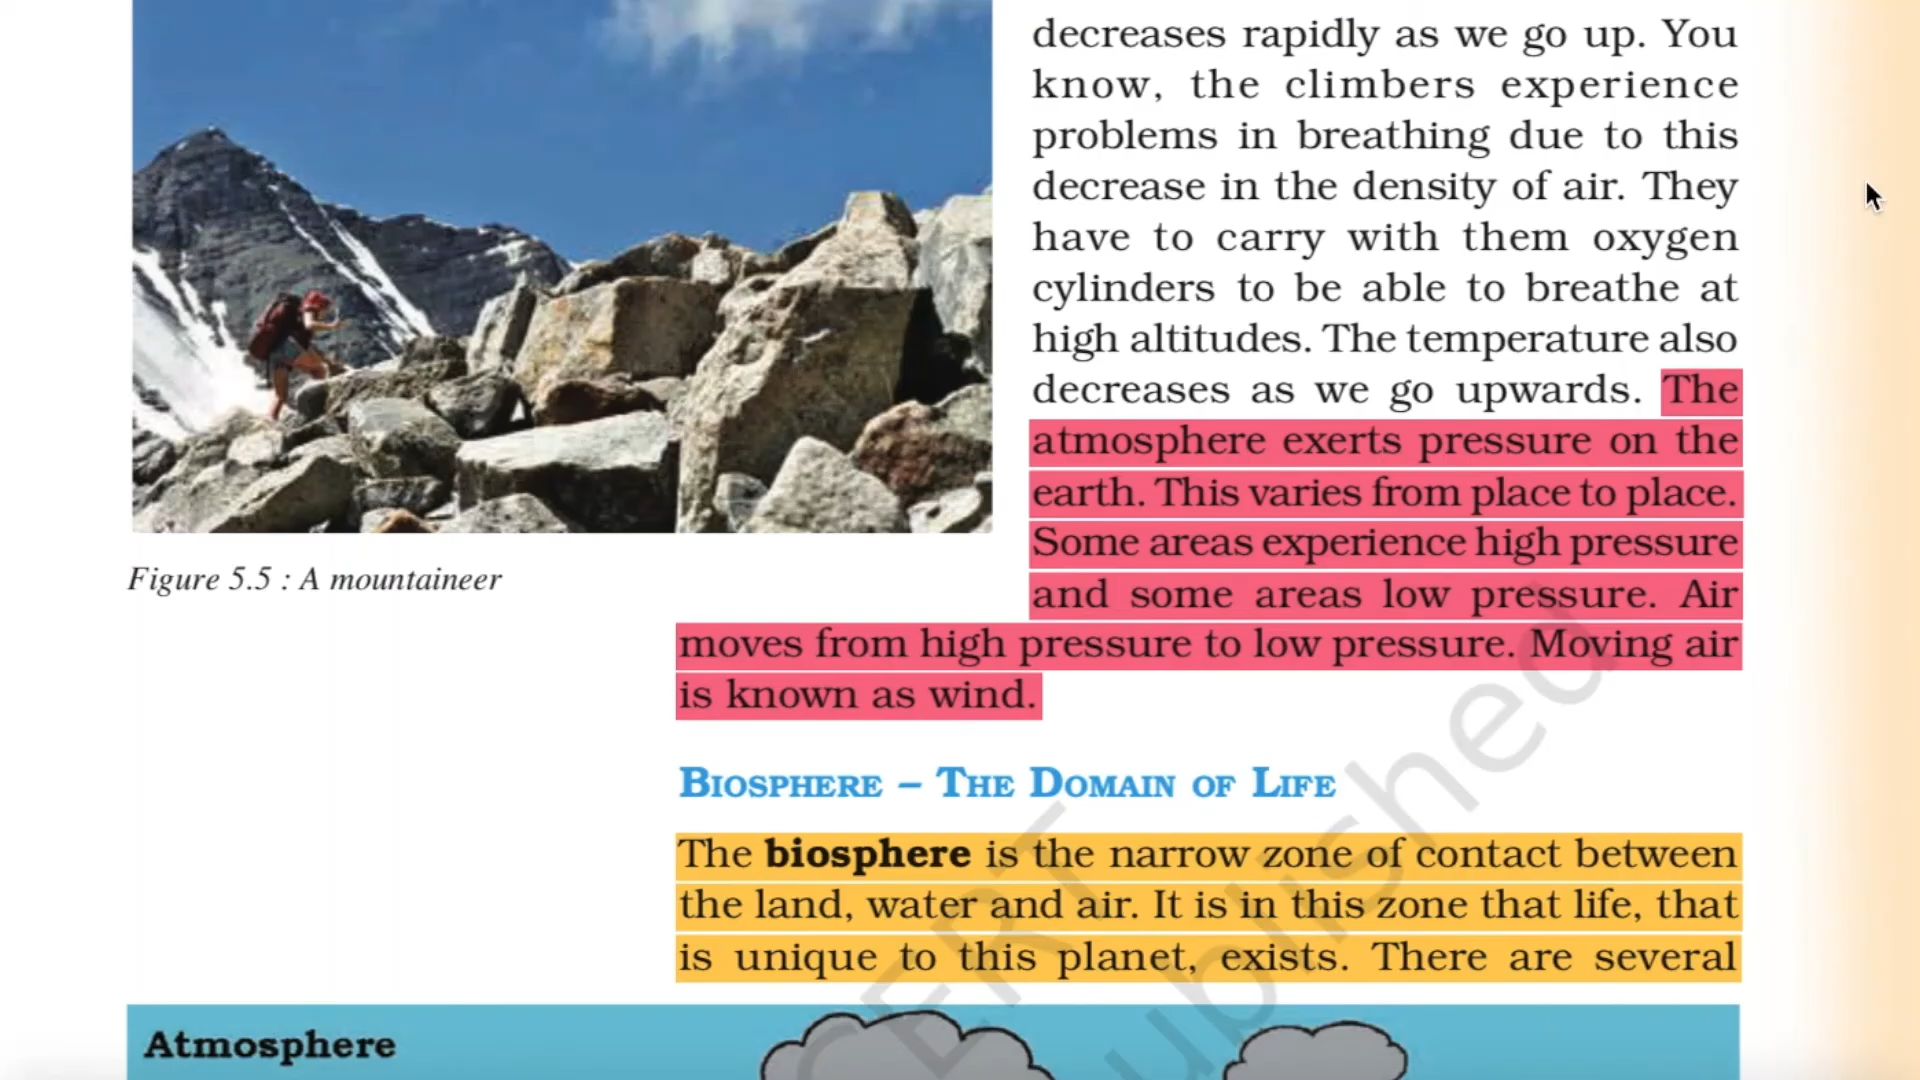 decreases rapidly as we go up. You
know, the climbers experience
problems in breathing due to this
decrease in the density of air. They
have to carry with them oxygen
cylinders to be able to breathe at
high altitudes. The temperature also
decreases as we go upwards. The
atmosphere exerts pressure on the
earth. This varies from place to place.
Some areas experience high pressure
and some areas low pressure. Air
moves from high pressure to low pressure. Moving air
is known as wind.
Figure 5.5 : A mountaineer
BIOSPHERE – THE DOMAIN OF LIFE
The biosphere is the narrow zone of contact between
the land, water and air. It is in this zone that life, that
is unique to this planet, exists. There are several
Atmosphere